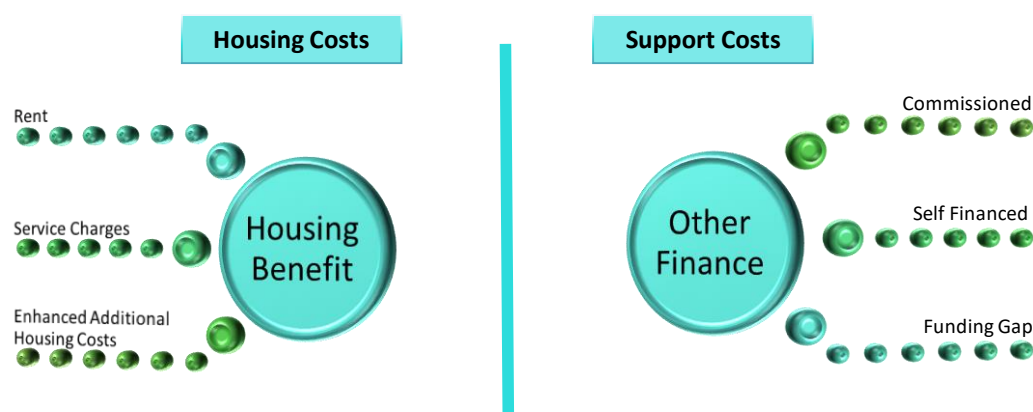 Housing Costs
Rent
Service Charges
Enhanced Additional
Housing Costs
Housing
Benefit
Support Costs
Commissioned
Other
Finance
Self Financed
Funding Gap